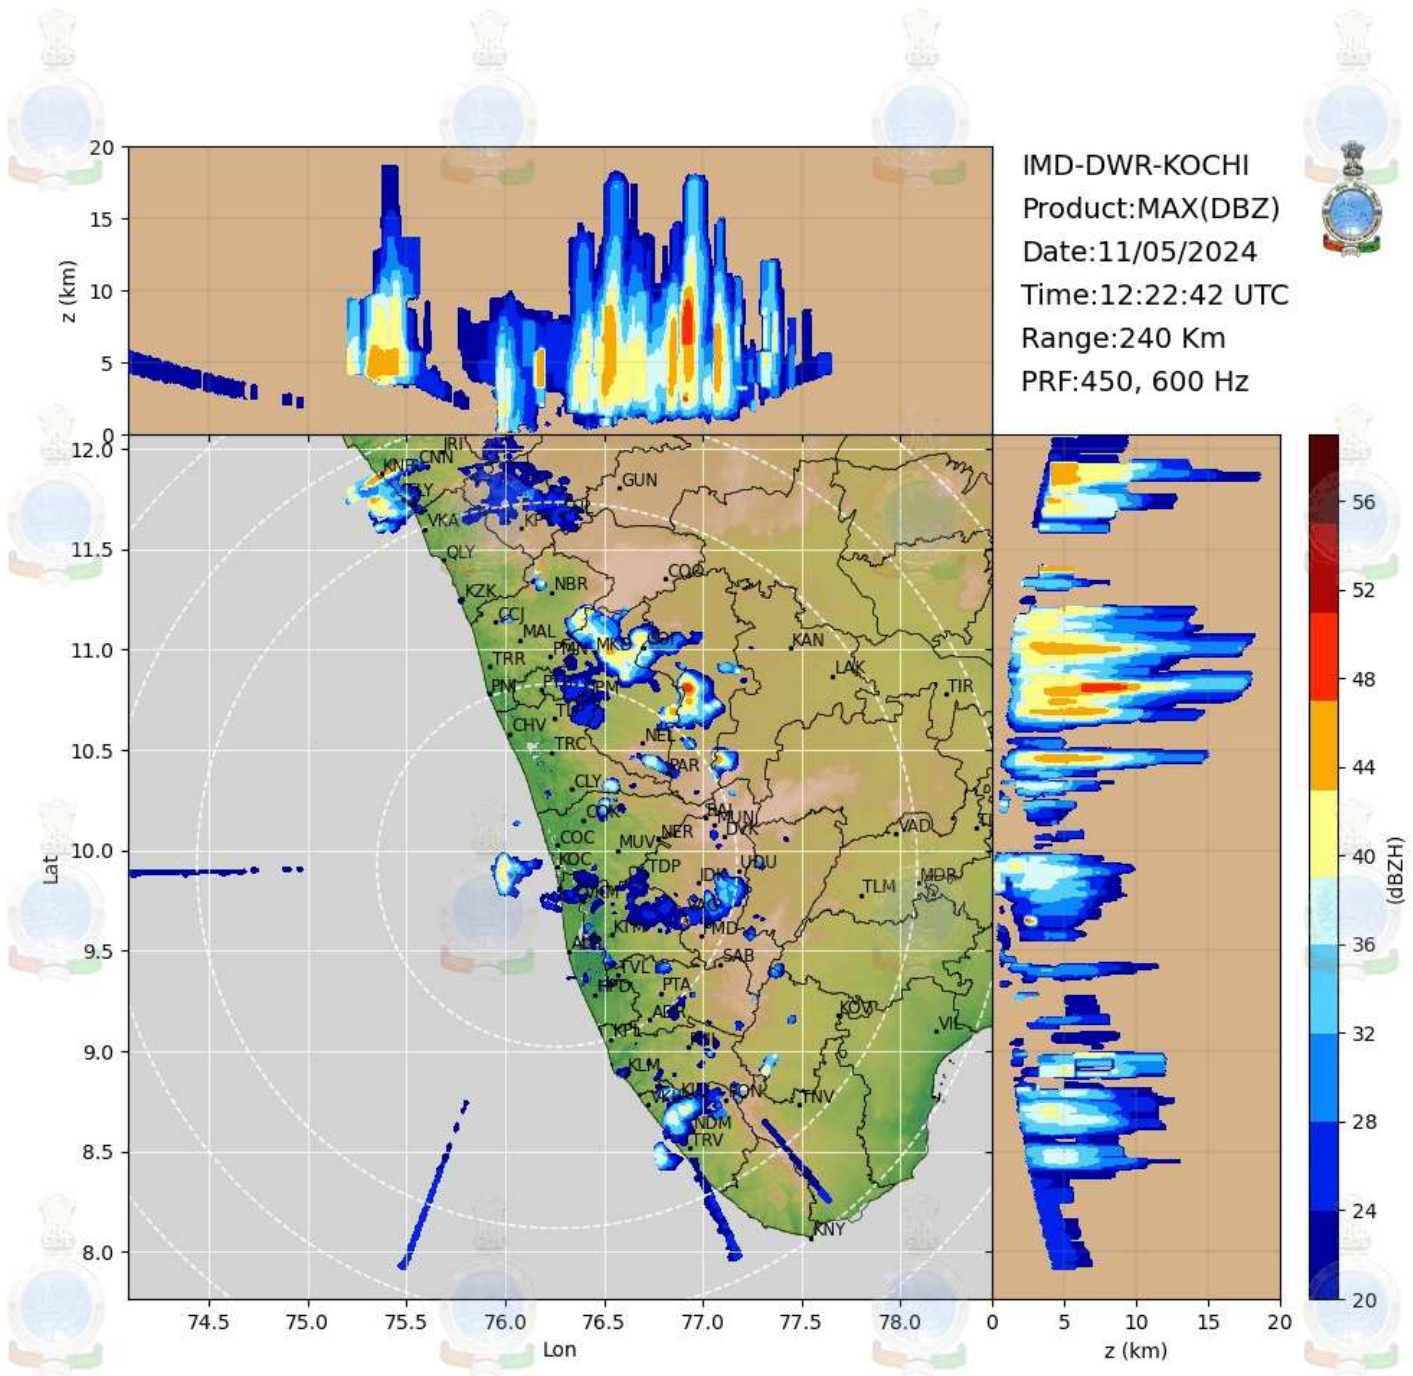 IMD-DWR-KOCHI
Product:MAX(DBZ)
Date:11/05/2024
Time:12:22:42 UTC
Range:240 Km
PRF:450, 600 Hz
20
15
10
5
0
z (km)
12.0
11.5
11.0
10.5
10.0
9.5
9.0
8.5
8.0
Lat
IRI
CNN
GUN
VKA
QLY
COO
KZK
NBR
CCJ
MAL
MKD
KAN
TRR
LAK
TIR
CHV
TRC
NEL
PAR
CLY
COK
MUNI
DVK
VAD
COC
MUV
NER
KOC
TDP
UDU
IDK
TLM
MDR
SAB
TVL
PTA
KPL
VIL
KLM
TNV
NDM
TRV
KNY
74.5 75.0 75.5 76.0 76.5 77.0 77.5 78.0
Lon
0 5 10 15 20
z (km)
56
52
48
44
40
36
32
28
24
20
(dBZH)